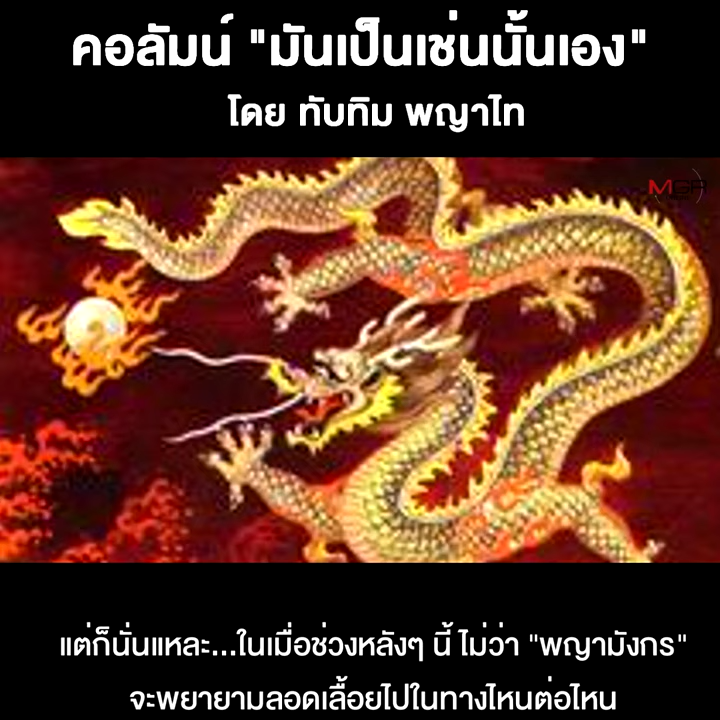 คอลัมน์ "มันเป็นเช่นนั้นเอง"
โดย ทับทิม พญาไท
MGR
แต่ก็นั่นแหละ...ในเมื่อช่วงหลังๆ นี้ ไม่ว่า "พญามังกร"
จะพยายามลอดเลื้อยไปในทางไหนต่อไหน